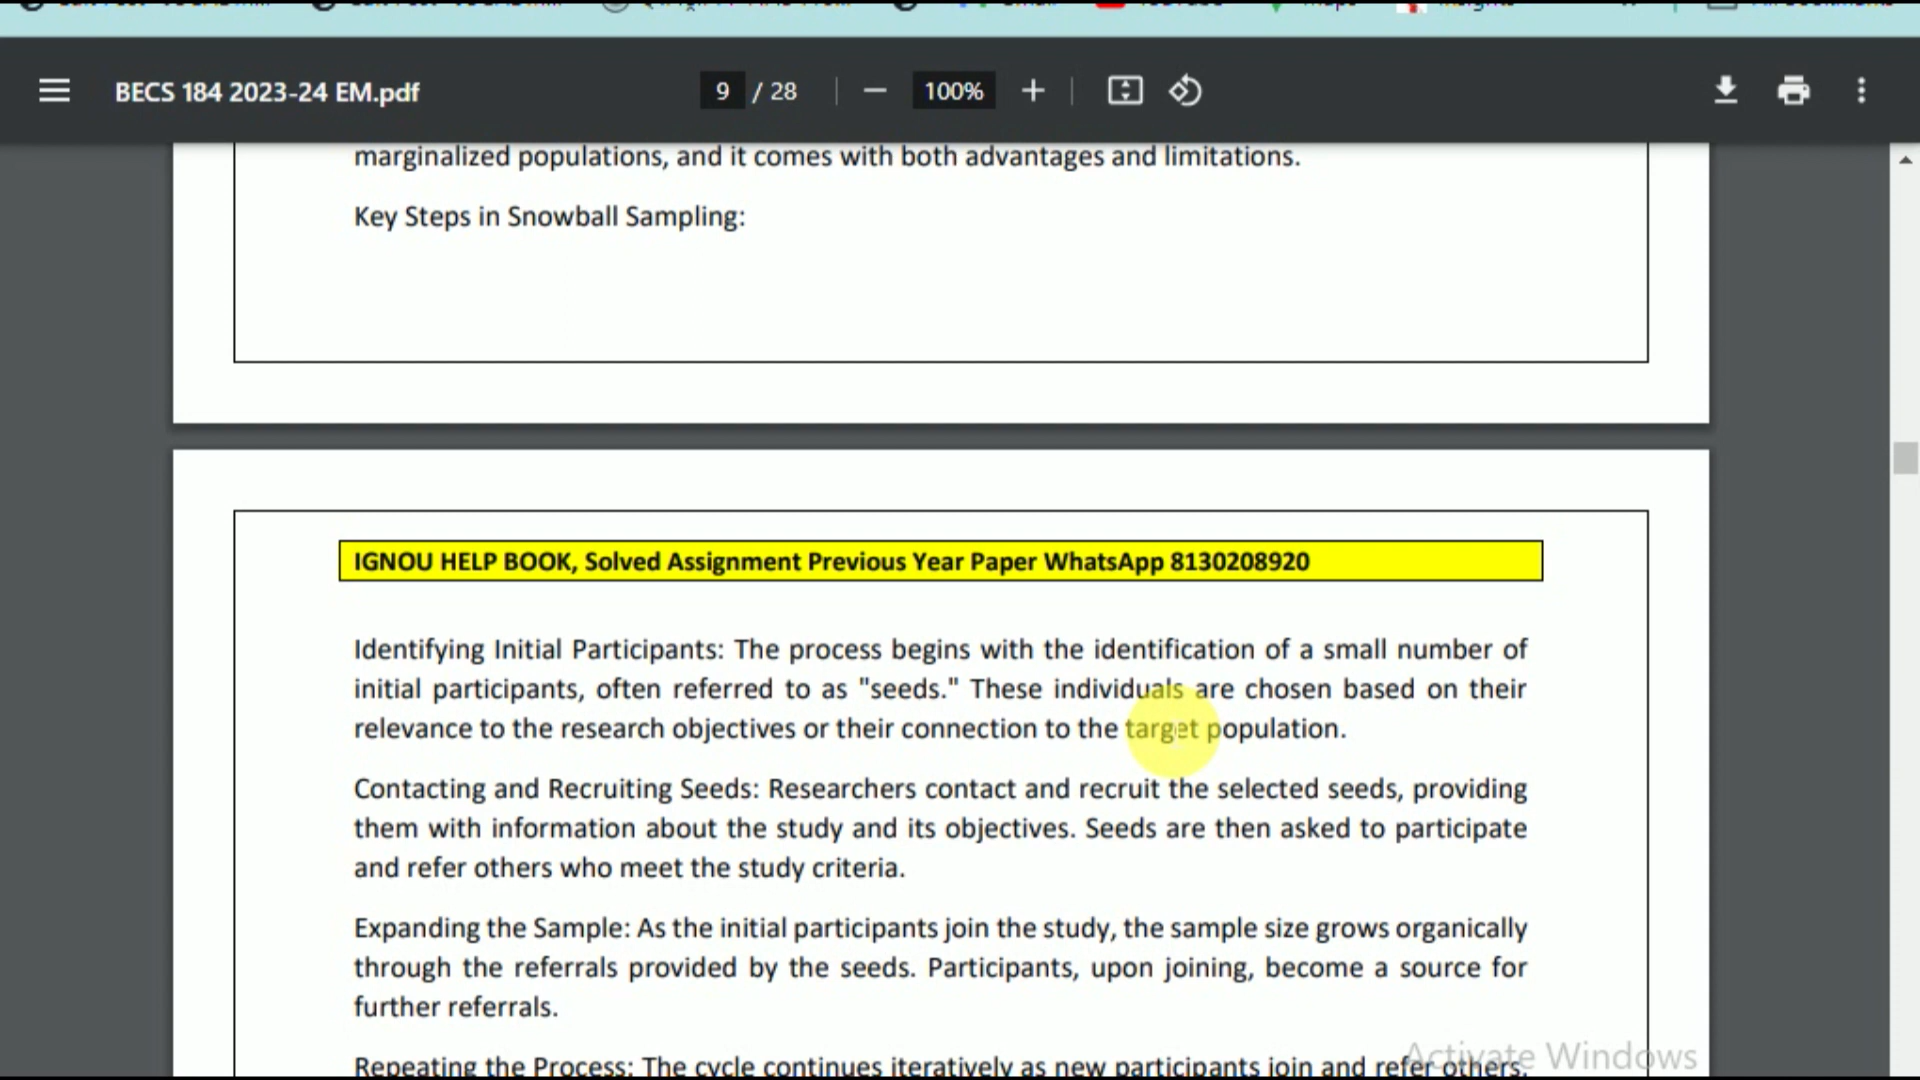 BECS 184 2023-24 EM.pdf
9 / 28
100%
marginalized populations, and it comes with both advantages and limitations.
Key Steps in Snowball Sampling:
IGNOU HELP BOOK, Solved Assignment Previous Year Paper WhatsApp 8130208920
Identifying Initial Participants: The process begins with the identification of a small number of
initial participants, often referred to as "seeds." These individuals are chosen based on their
relevance to the research objectives or their connection to the target population.
Contacting and Recruiting Seeds: Researchers contact and recruit the selected seeds, providing
them with information about the study and its objectives. Seeds are then asked to participate
and refer others who meet the study criteria.
Expanding the Sample: As the initial participants join the study, the sample size grows organically
through the referrals provided by the seeds. Participants, upon joining, become a source for
further referrals.
Repeating the Process: The cycle continues iteratively as new participants join and refer others.
Activate Windows